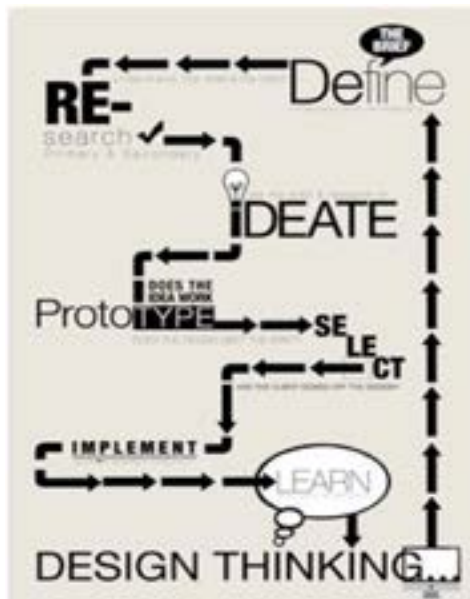 THE
BRIEF
Define
RE-
search
Primary & Secondary
IDEATE
DOES THE
IDEA WORK
ProtoTYPE
SE
LE
CT
IMPLEMENT
LEARN
DESIGN THINKING...